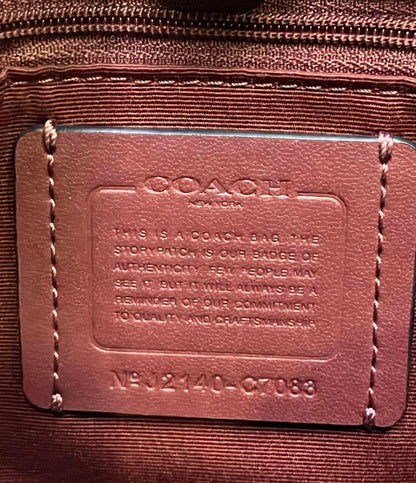 COACH
NEW YORK
THIS IS A COACH BAG. THE
STORYPATCH IS OUR BADGE OF
AUTHENTICITY. FEW PEOPLE MAY
SEE IT, BUT IT WILL ALWAYS BE A
REMINDER OF OUR COMMITMENT
TO QUALITY AND CRAFTSMANSHIP.
Nº J2140-C7083